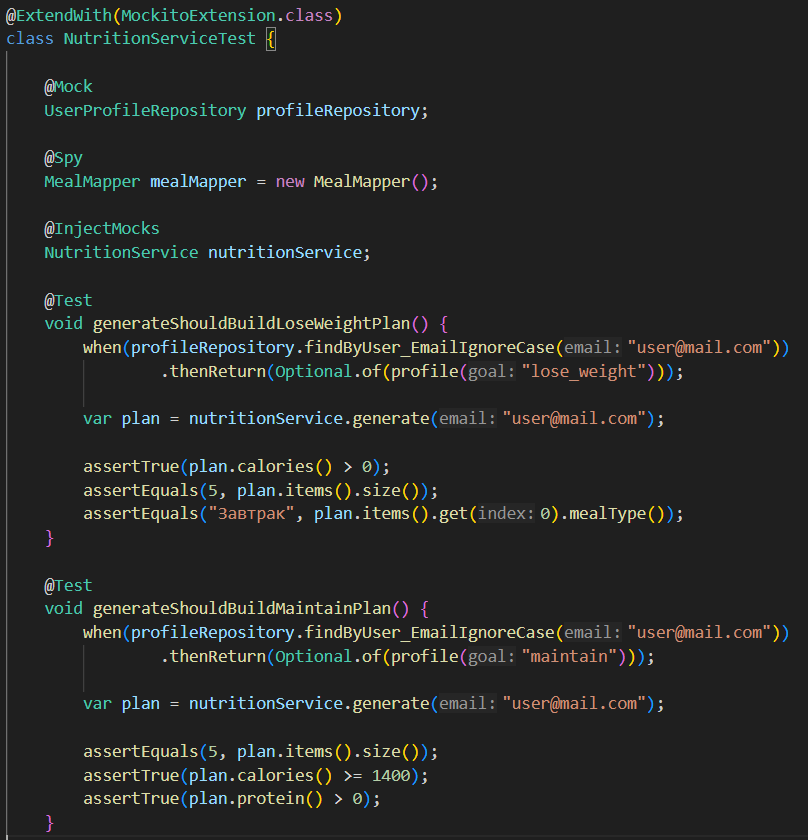 @ExtendWith(MockitoExtension.class)
class NutritionServiceTest {
@Mock
UserProfileRepository profileRepository;
@Spy
MealMapper mealMapper = new MealMapper();
@InjectMocks
NutritionService nutritionService;
@Test
void generateShouldBuildLoseWeightPlan() {
when(profileRepository.findByUser_EmailIgnoreCase(email: "user@mail.com"))
.thenReturn(Optional.of(profile(goal: "lose_weight")));
var plan = nutritionService.generate(email: "user@mail.com");
assertTrue(plan.calories() > 0);
assertEquals(5, plan.items().size());
assertEquals("Завтрак", plan.items().get(index: 0).mealType());
}
@Test
void generateShouldBuildMaintainPlan() {
when(profileRepository.findByUser_EmailIgnoreCase(email: "user@mail.com"))
.thenReturn(Optional.of(profile(goal: "maintain")));
var plan = nutritionService.generate(email: "user@mail.com");
assertEquals(5, plan.items().size());
assertTrue(plan.calories() >= 1400);
assertTrue(plan.protein() > 0);
}